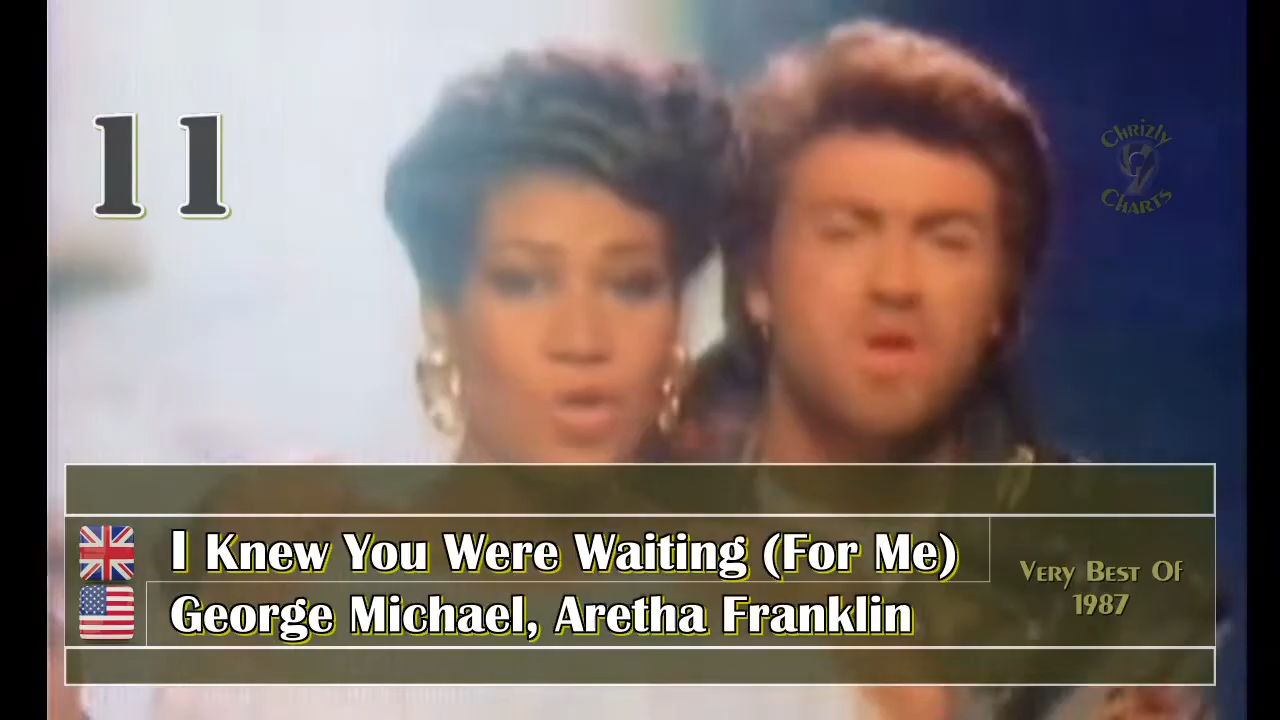 11
Chrizly
Charts
I Knew You Were Waiting (For Me)
George Michael, Aretha Franklin
Very Best Of
1987